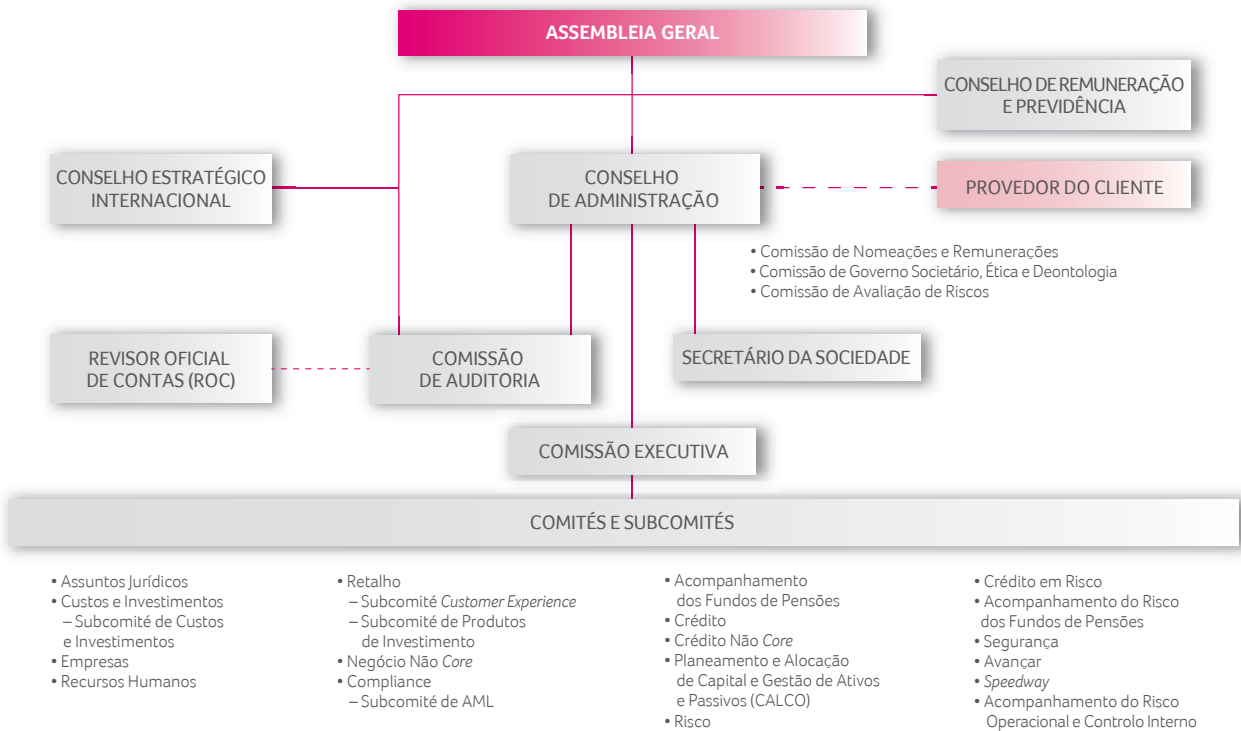 ASSEMBLEIA GERAL
CONSELHO DE REMUNERAÇÃO
E PREVIDÊNCIA
CONSELHO ESTRATÉGICO
INTERNACIONAL
CONSELHO
DE ADMINISTRAÇÃO
PROVEDOR DO CLIENTE
• Comissão de Nomeações e Remunerações
• Comissão de Governo Societário, Ética e Deontologia
• Comissão de Avaliação de Riscos
REVISOR OFICIAL
DE CONTAS (ROC)
COMISSÃO
DE AUDITORIA
SECRETÁRIO DA SOCIEDADE
COMISSÃO EXECUTIVA
COMITÉS E SUBCOMITÉS
• Assuntos Jurídicos
• Custos e Investimentos
– Subcomité de Custos
e Investimentos
• Empresas
• Recursos Humanos
• Retalho
– Subcomité Customer Experience
– Subcomité de Produtos
de Investimento
• Negócio Não Core
• Compliance
– Subcomité de AML
• Acompanhamento
dos Fundos de Pensões
• Crédito
• Crédito Não Core
• Planeamento e Alocação
de Capital e Gestão de Ativos
e Passivos (CALCO)
• Risco
• Crédito em Risco
• Acompanhamento do Risco
dos Fundos de Pensões
• Segurança
• Avançar
• Speedway
• Acompanhamento do Risco
Operacional e Controlo Interno